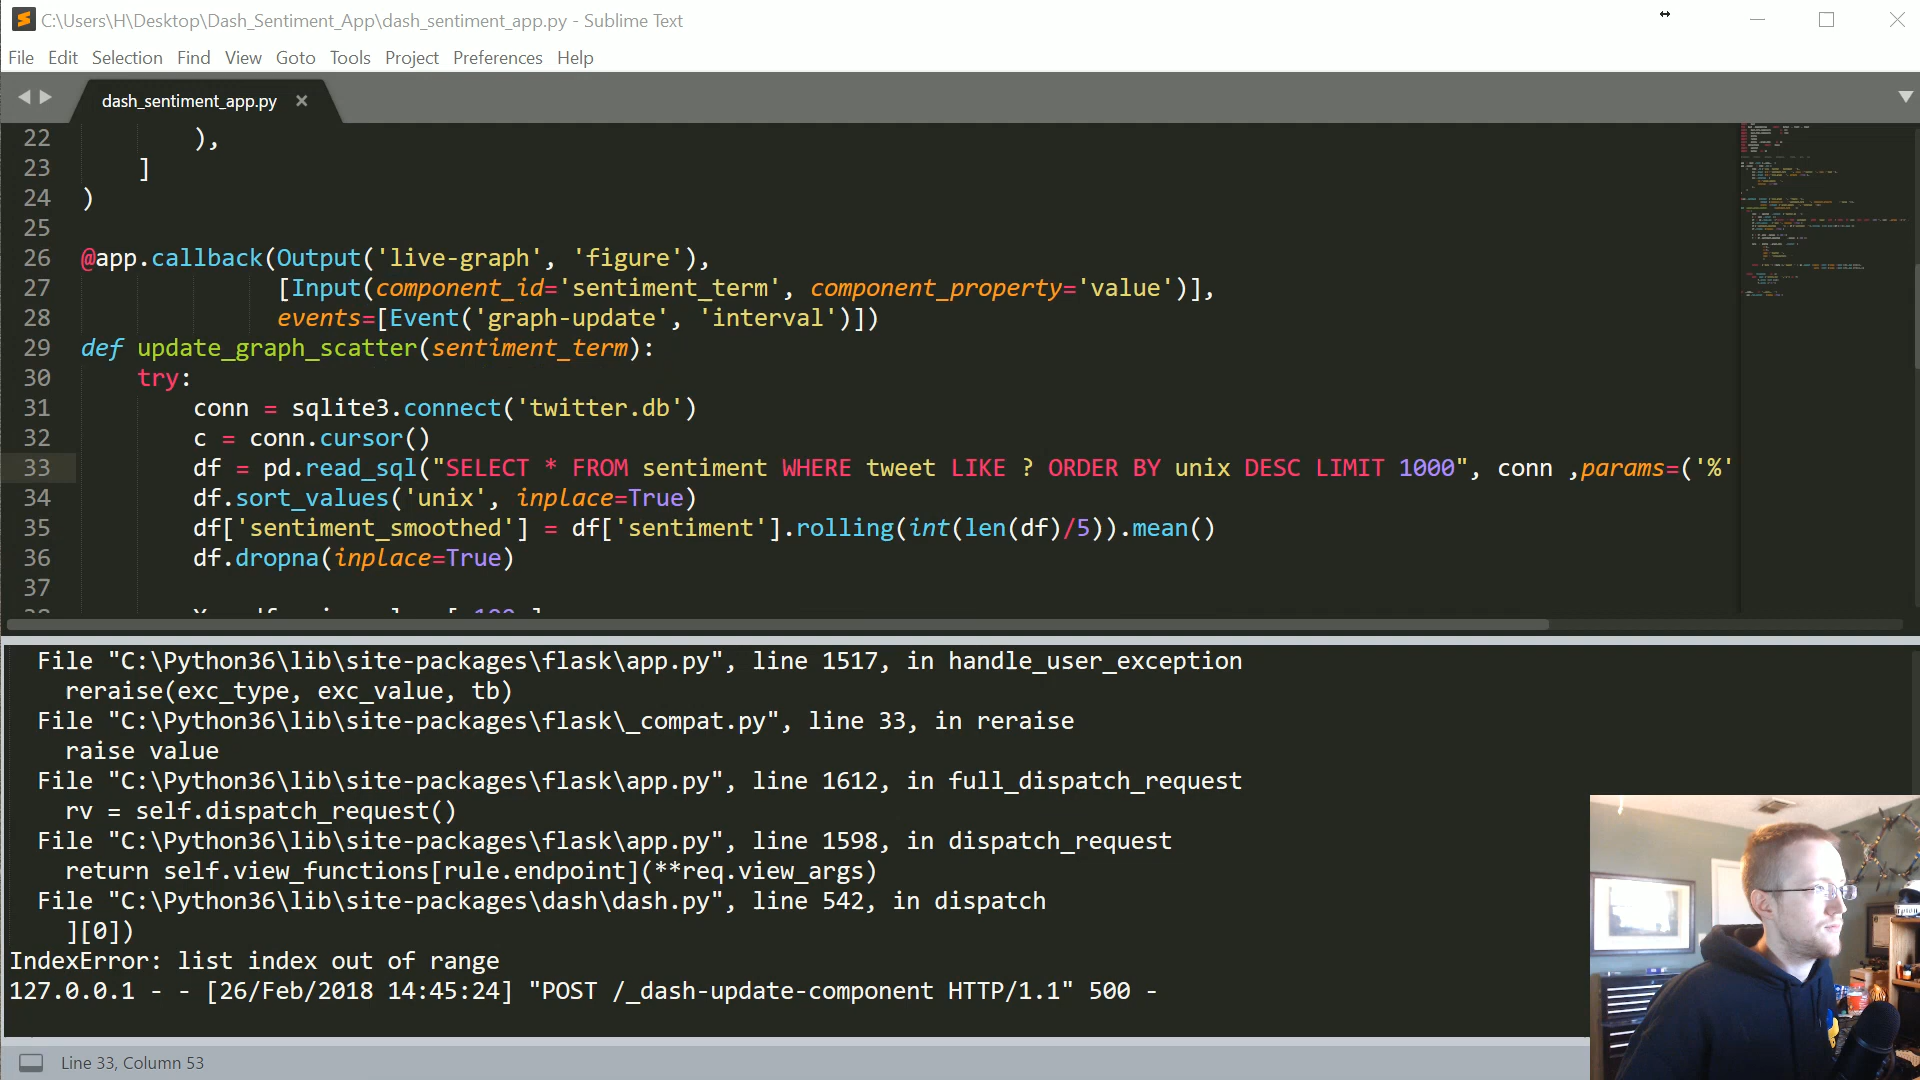 C:\Users\H\Desktop\Dash_Sentiment_App\dash_sentiment_app.py - Sublime Text
File Edit Selection Find View Goto Tools Project Preferences Help
dash_sentiment_app.py
22 ),
23 ]
24 )
25
26 @app.callback(Output('live-graph', 'figure'),
27 [Input(component_id='sentiment_term', component_property='value')],
28 events=[Event('graph-update', 'interval')])
29 def update_graph_scatter(sentiment_term):
30 try:
31 conn = sqlite3.connect('twitter.db')
32 c = conn.cursor()
33 df = pd.read_sql("SELECT * FROM sentiment WHERE tweet LIKE ? ORDER BY unix DESC LIMIT 1000", conn ,params=('%'
34 df.sort_values('unix', inplace=True)
35 df['sentiment_smoothed'] = df['sentiment'].rolling(int(len(df)/5)).mean()
36 df.dropna(inplace=True)
37
File "C:\Python36\lib\site-packages\flask\app.py", line 1517, in handle_user_exception
reraise(exc_type, exc_value, tb)
File "C:\Python36\lib\site-packages\flask\_compat.py", line 33, in reraise
raise value
File "C:\Python36\lib\site-packages\flask\app.py", line 1612, in full_dispatch_request
rv = self.dispatch_request()
File "C:\Python36\lib\site-packages\flask\app.py", line 1598, in dispatch_request
return self.view_functions[rule.endpoint](**req.view_args)
File "C:\Python36\lib\site-packages\dash\dash.py", line 542, in dispatch
][0])
IndexError: list index out of range
127.0.0.1 - - [26/Feb/2018 14:45:24] "POST /_dash-update-component HTTP/1.1" 500 -
Line 33, Column 53